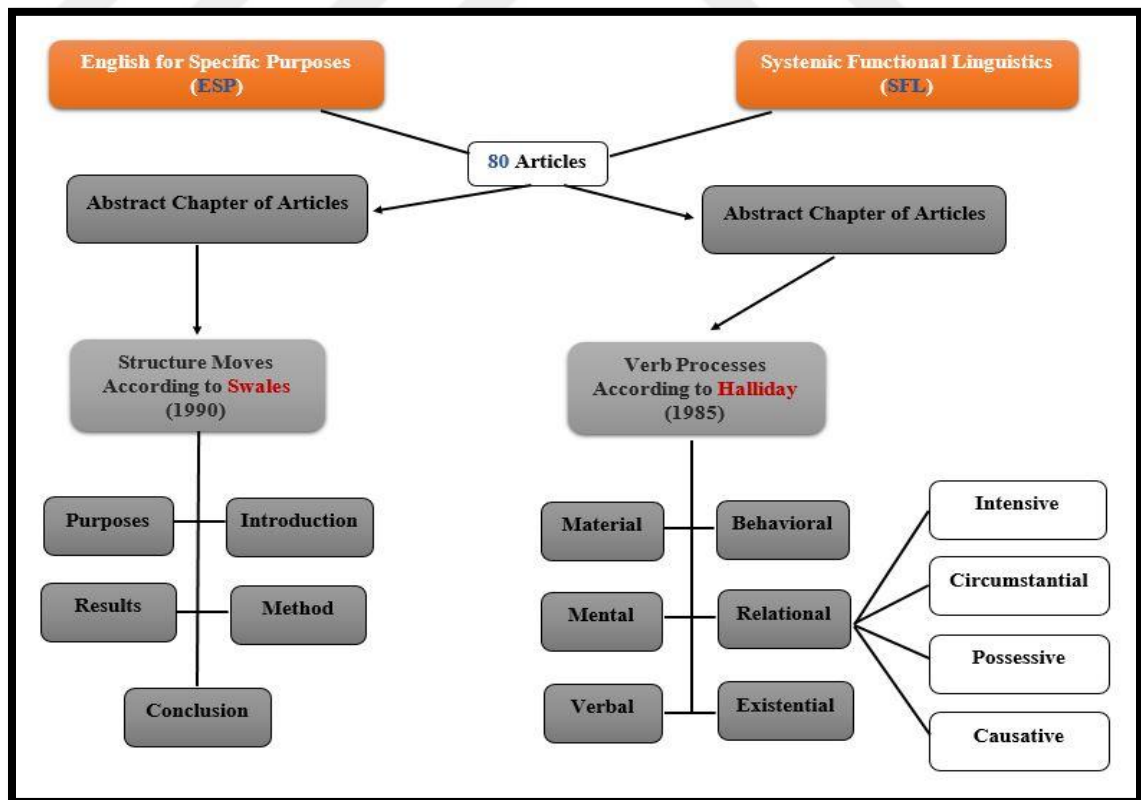 English for Specific Purposes
(ESP)
Systemic Functional Linguistics
(SFL)
80 Articles
Abstract Chapter of Articles
Abstract Chapter of Articles
Structure Moves
According to Swales
(1990)
Verb Processes
According to Halliday
(1985)
Purposes
Introduction
Results
Method
Conclusion
Material
Behavioral
Mental
Relational
Verbal
Existential
Intensive
Circumstantial
Possessive
Causative